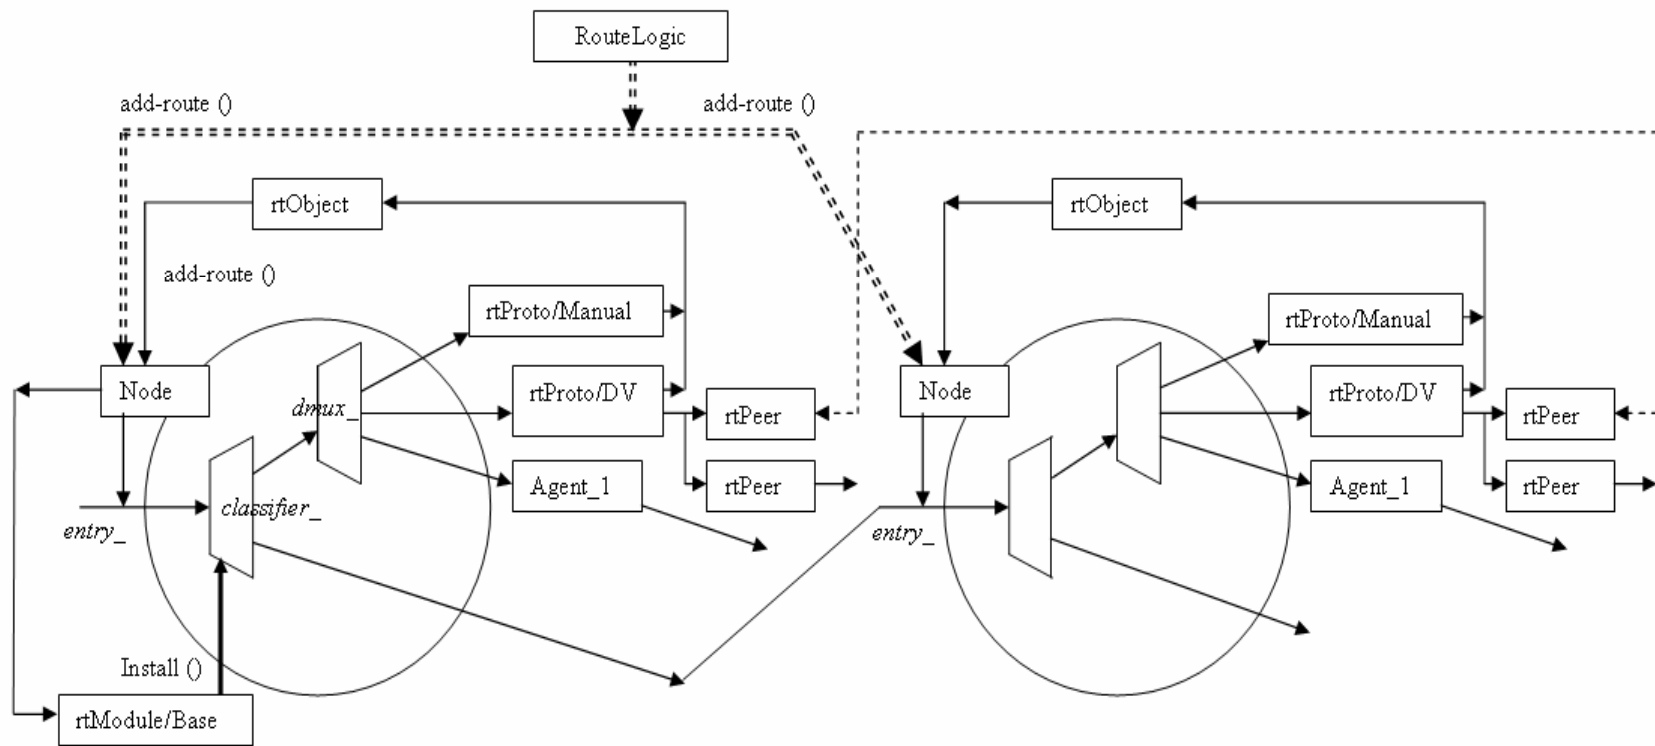 RouteLogic
add-route ()
add-route ()
rtObject
rtObject
add-route ()
rtProto/Manual
rtProto/Manual
Node
dmux_
rtProto/DV
rtPeer
Node
rtProto/DV
rtPeer
Agent_1
rtPeer
Agent_1
rtPeer
classifier_
entry_
entry_
Install ()
rtModule/Base